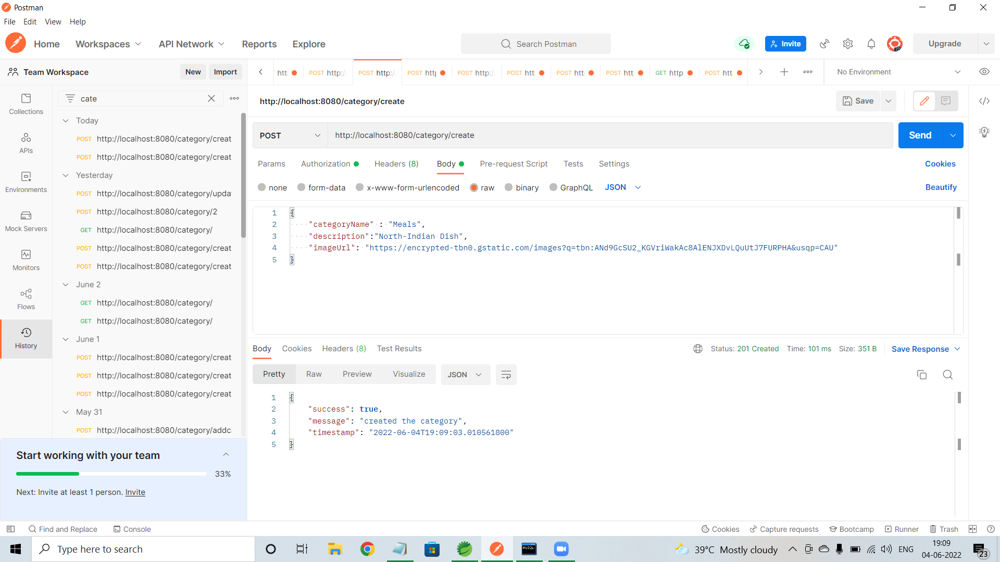 Postman
File Edit View Help
Home Workspaces API Network Reports Explore
Search Postman
Invite
Upgrade
Team Workspace
New Import
htt
POST http:/
POST http:/
POST htt
POST http:/
POST htt
POST htt
POST htt
GET http
POST htt
No Environment
Collections
APIs
Environments
Mock Servers
Monitors
Flows
History
cate
Today
POST http://localhost:8080/category/creat
POST http://localhost:8080/category/creat
Yesterday
POST http://localhost:8080/category/upda
POST http://localhost:8080/category/2
GET http://localhost:8080/category/
POST http://localhost:8080/category/creat
POST http://localhost:8080/category/creat
June 2
GET http://localhost:8080/category/
GET http://localhost:8080/category/
June 1
POST http://localhost:8080/category/creat
POST http://localhost:8080/category/creat
POST http://localhost:8080/category/creat
May 31
POST http://localhost:8080/category/addc
Start working with your team
33%
Next: Invite at least 1 person. Invite
http://localhost:8080/category/create
Save
POST http://localhost:8080/category/create
Send
Params Authorization Headers (8) Body Pre-request Script Tests Settings
Cookies
none form-data x-www-form-urlencoded raw binary GraphQL JSON
Beautify
1 {
2 "categoryName" : "Meals",
3 "description":"North-Indian Dish",
4 "imageUrl": "https://encrypted-tbn0.gstatic.com/images?q=tbn:ANd9GcSU2_KGVriWakAc8AlENJXDvLQuUtJ7FURPHA&usqp=CAU"
5 }
Body Cookies Headers (8) Test Results
Status: 201 Created Time: 101 ms Size: 351 B Save Response
Pretty Raw Preview Visualize JSON
1 {
2 "success": true,
3 "message": "created the category",
4 "timestamp": "2022-06-04T19:09:03.010561800"
5 }
Find and Replace Console
Cookies Capture requests Bootcamp Runner Trash
Type here to search
MySQL
39°C Mostly cloudy
ENG
19:09
04-06-2022
23